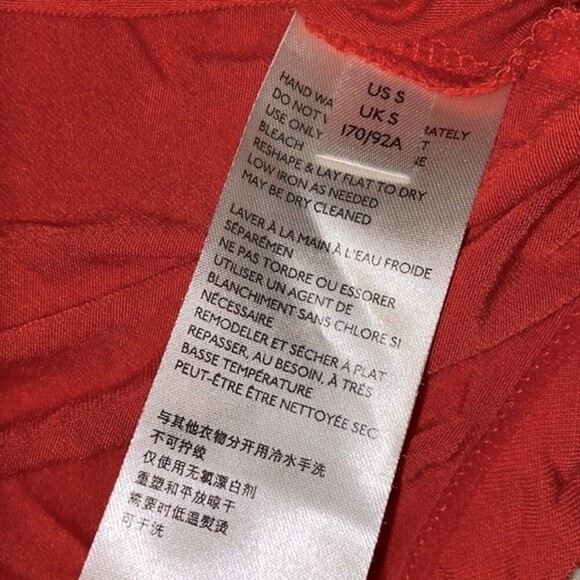 US S
UK S
170/92A
HAND WA RATELY
DO NOT
USE ONLY NE
BLEACH
RESHAPE & LAY FLAT TO DRY
LOW IRON AS NEEDED
MAY BE DRY CLEANED
LAVER À LA MAIN À L'EAU FROIDE
SÉPARÉMEN
NE PAS TORDRE OU ESSORER
UTILISER UN AGENT DE
BLANCHIMENT SANS CHLORE SI
NÉCESSAIRE
REMODELER ET SÉCHER À PLAT
REPASSER, AU BESOIN, À TRÈS
BASSE TEMPÉRATURE
PEUT-ÊTRE ÊTRE NETTOYÉE SEC
与其他衣物分开用冷水手洗
不可拧绞
仅使用无氯漂白剂
重塑和平放晾干
需要时低温熨烫
可干洗